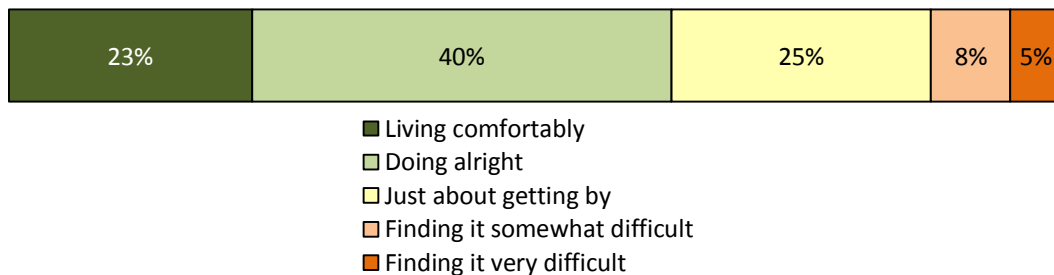 23% 40% 25% 8% 5%
Living comfortably
Doing alright
Just about getting by
Finding it somewhat difficult
Finding it very difficult